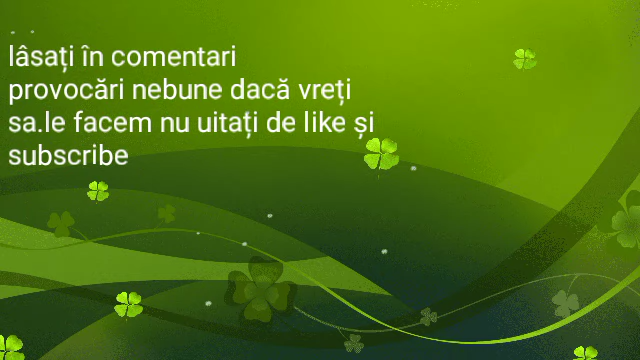 lâsați în comentari
provocări nebune dacă vreți
sa.le facem nu uitați de like și
subscribe